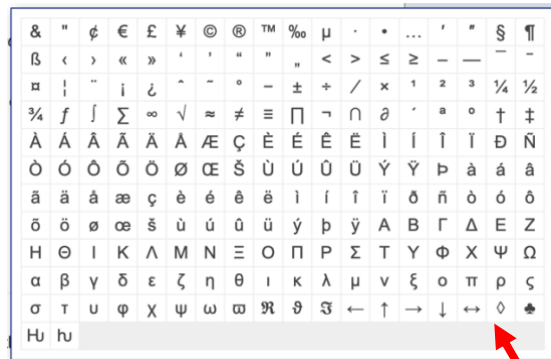 & " ¢ € £ ¥ © ® ™ ‰ µ · • … ′ ″ § ¶
ß ‹ › « » ‘ ’ “ ” „ < > ≤ ≥ – — ¯ ‾
¤ ¦ ¨ ¡ ¿ ˆ ˜ ° − ± ÷ ⁄ × ¹ ² ³ ¼ ½
¾ ƒ ∫ ∑ ∞ √ ≈ ≠ ≡ ∏ ¬ ∩ ∂ ´ ª º † ‡
À Á Â Ã Ä Å Æ Ç È É Ê Ë Ì Í Î Ï Ð Ñ
Ò Ó Ô Õ Ö Ø Œ Š Ù Ú Û Ü Ý Ÿ Þ à á â
ã ä å æ ç è é ê ë ì í î ï ð ñ ò ó ô
õ ö ø œ š ù ú û ü ý þ ÿ Α Β Γ Δ Ε Ζ
Η Θ Ι Κ Λ Μ Ν Ξ Ο Π Ρ Σ Τ Υ Φ Χ Ψ Ω
α β γ δ ε ζ η θ ι κ λ μ ν ξ ο π ρ ς
σ τ υ φ χ ψ ω ϖ ℜ ϑ ℑ ← ↑ → ↓ ↔ ◊ ♣
Ƕ ƕ